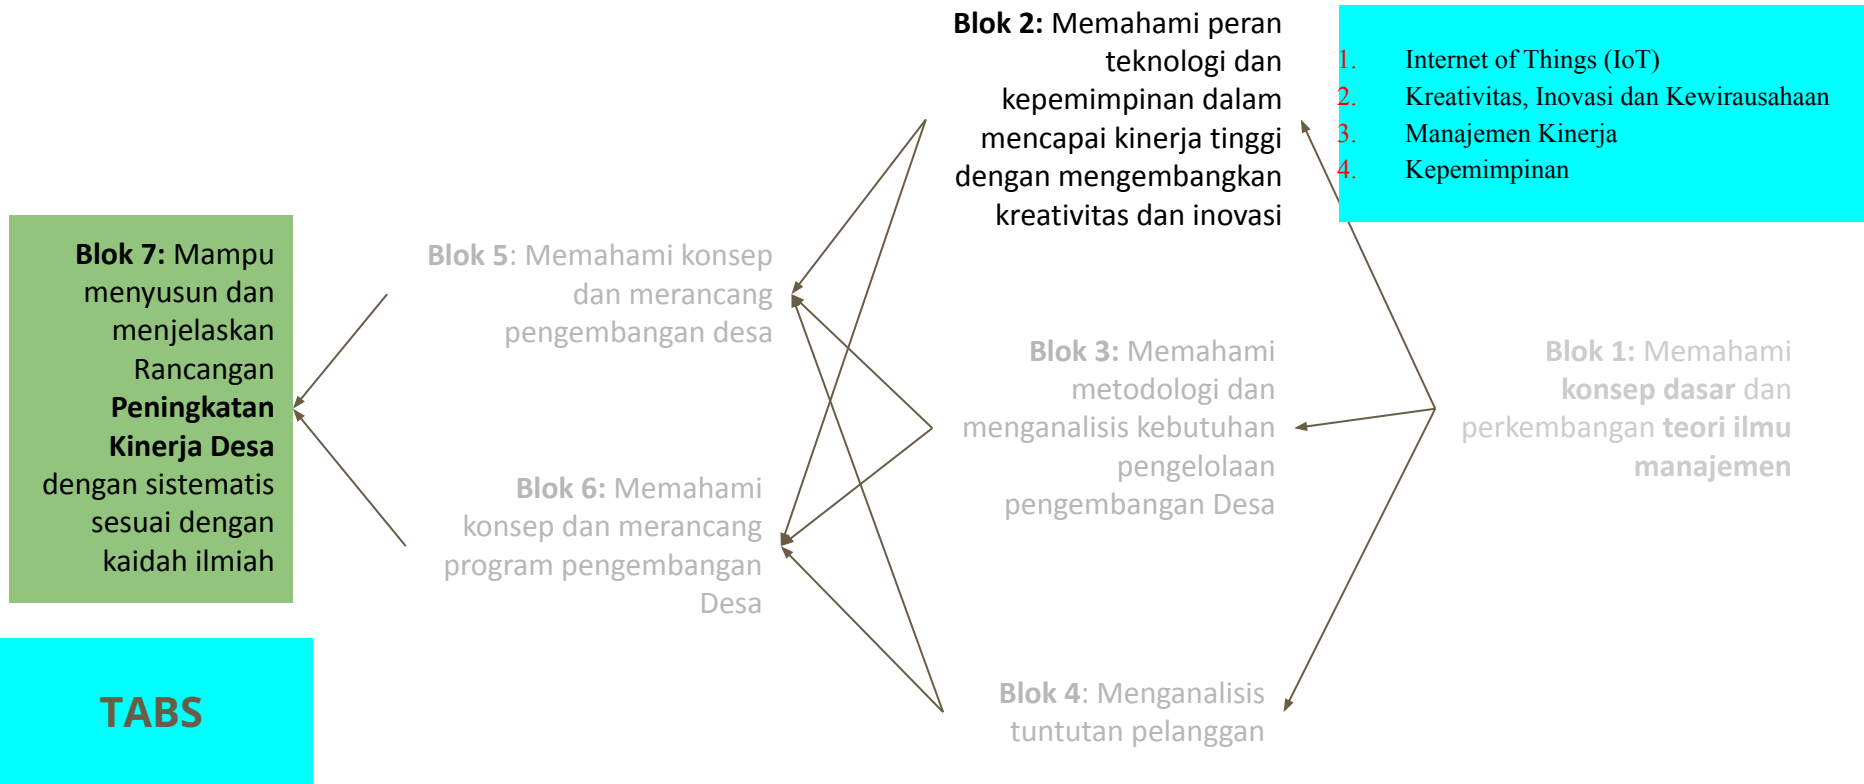 Blok 2: Memahami peran
teknologi dan
kepemimpinan dalam
mencapai kinerja tinggi
dengan mengembangkan
kreativitas dan inovasi
1. Internet of Things (IoT)
2. Kreativitas, Inovasi dan Kewirausahaan
3. Manajemen Kinerja
4. Kepemimpinan
Blok 7: Mampu
menyusun dan
menjelaskan
Rancangan
Peningkatan
Kinerja Desa
dengan sistematis
sesuai dengan
kaidah ilmiah
Blok 5: Memahami konsep
dan merancang
pengembangan desa
Blok 3: Memahami
metodologi dan
menganalisis kebutuhan
pengelolaan
pengembangan Desa
Blok 1: Memahami
konsep dasar dan
perkembangan teori ilmu
manajemen
Blok 6: Memahami
konsep dan merancang
program pengembangan
Desa
Blok 4: Menganalisis
tuntutan pelanggan
TABS